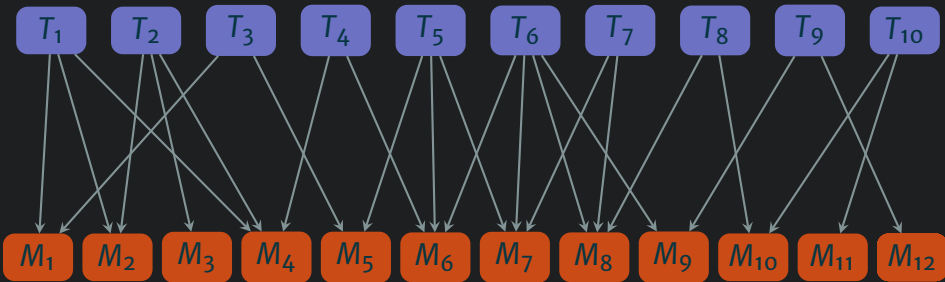 T₁ T₂ T₃ T₄ T₅ T₆ T₇ T₈ T₉ T₁₀
M₁ M₂ M₃ M₄ M₅ M₆ M₇ M₈ M₉ M₁₀ M₁₁ M₁₂